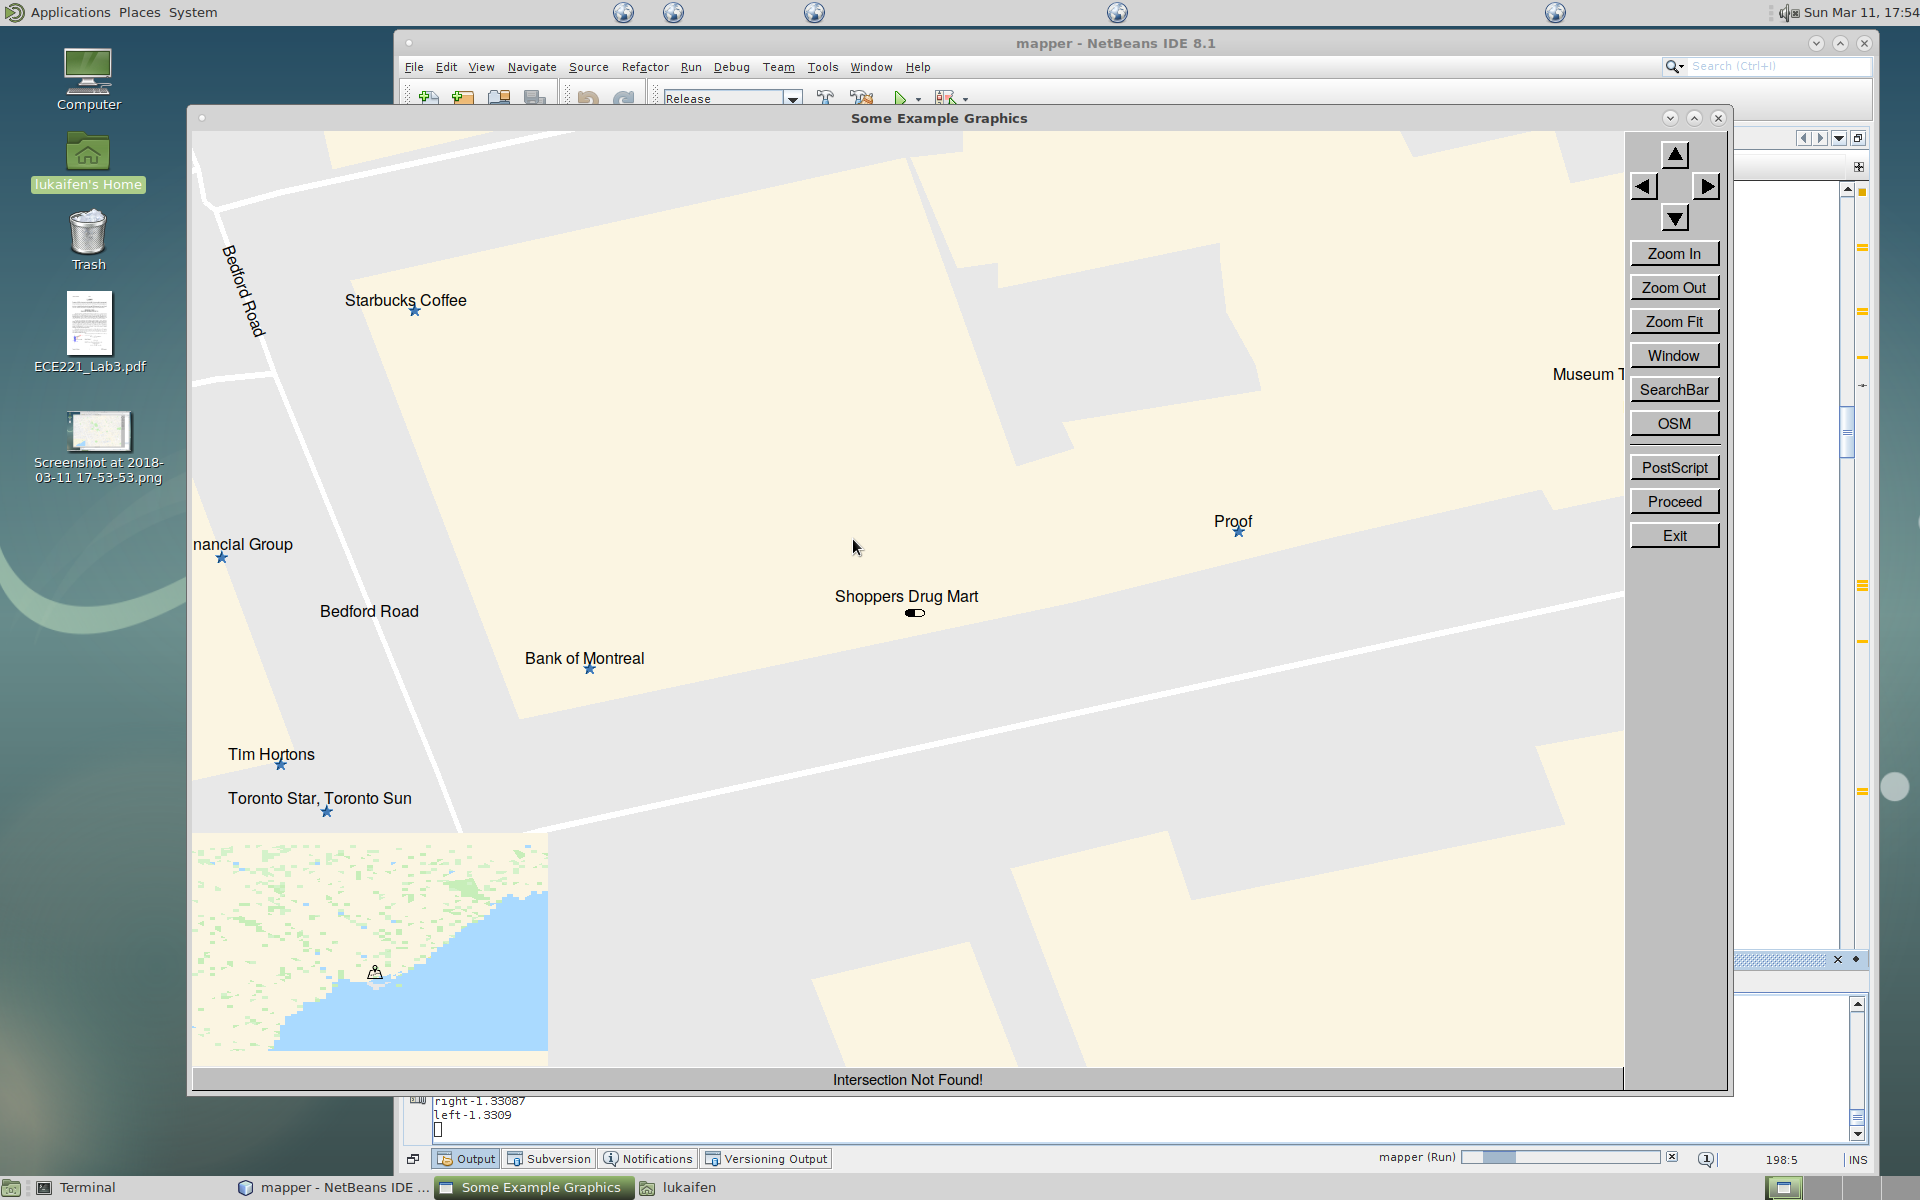 Applications Places System
Sun Mar 11, 17:54
mapper - NetBeans IDE 8.1
File Edit View Navigate Source Refactor Run Debug Team Tools Window Help
Search (Ctrl+I)
Release
Computer
lukaifen's Home
Trash
ECE221_Lab3.pdf
Screenshot at 2018-
03-11 17-53-53.png
Some Example Graphics
Bedford Road
Starbucks Coffee
Museum T
Proof
nancial Group
Shoppers Drug Mart
Bedford Road
Bank of Montreal
Tim Hortons
Toronto Star, Toronto Sun
Zoom In
Zoom Out
Zoom Fit
Window
SearchBar
OSM
PostScript
Proceed
Exit
Intersection Not Found!
right-1.33087
left-1.3309
Output Subversion Notifications Versioning Output
mapper (Run)
198:5
INS
Terminal
mapper - NetBeans IDE ...
Some Example Graphics
lukaifen